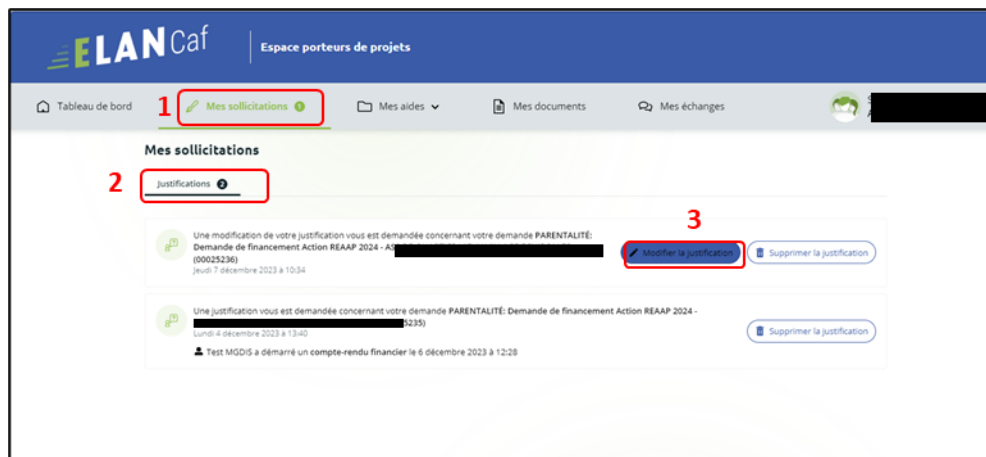 ELAN Caf
Espace porteurs de projets
Tableau de bord
1
Mes sollicitations 1
Mes aides
Mes documents
Mes échanges
Mes sollicitations
2
Justifications 2
3
Une modification de votre justification vous est demandée concernant votre demande PARENTALITÉ:
Demande de financement Action REAAP 2024 -
(00025236)
Jeudi 7 décembre 2023 à 10:34
Modifier la justification
Supprimer la justification
Une justification vous est demandée concernant votre demande PARENTALITÉ: Demande de financement Action REAAP 2024 -
5235)
Lundi 4 décembre 2023 à 13:40
Test MGDIS a démarré un compte-rendu financier le 6 décembre 2023 à 12:28
Supprimer la justification